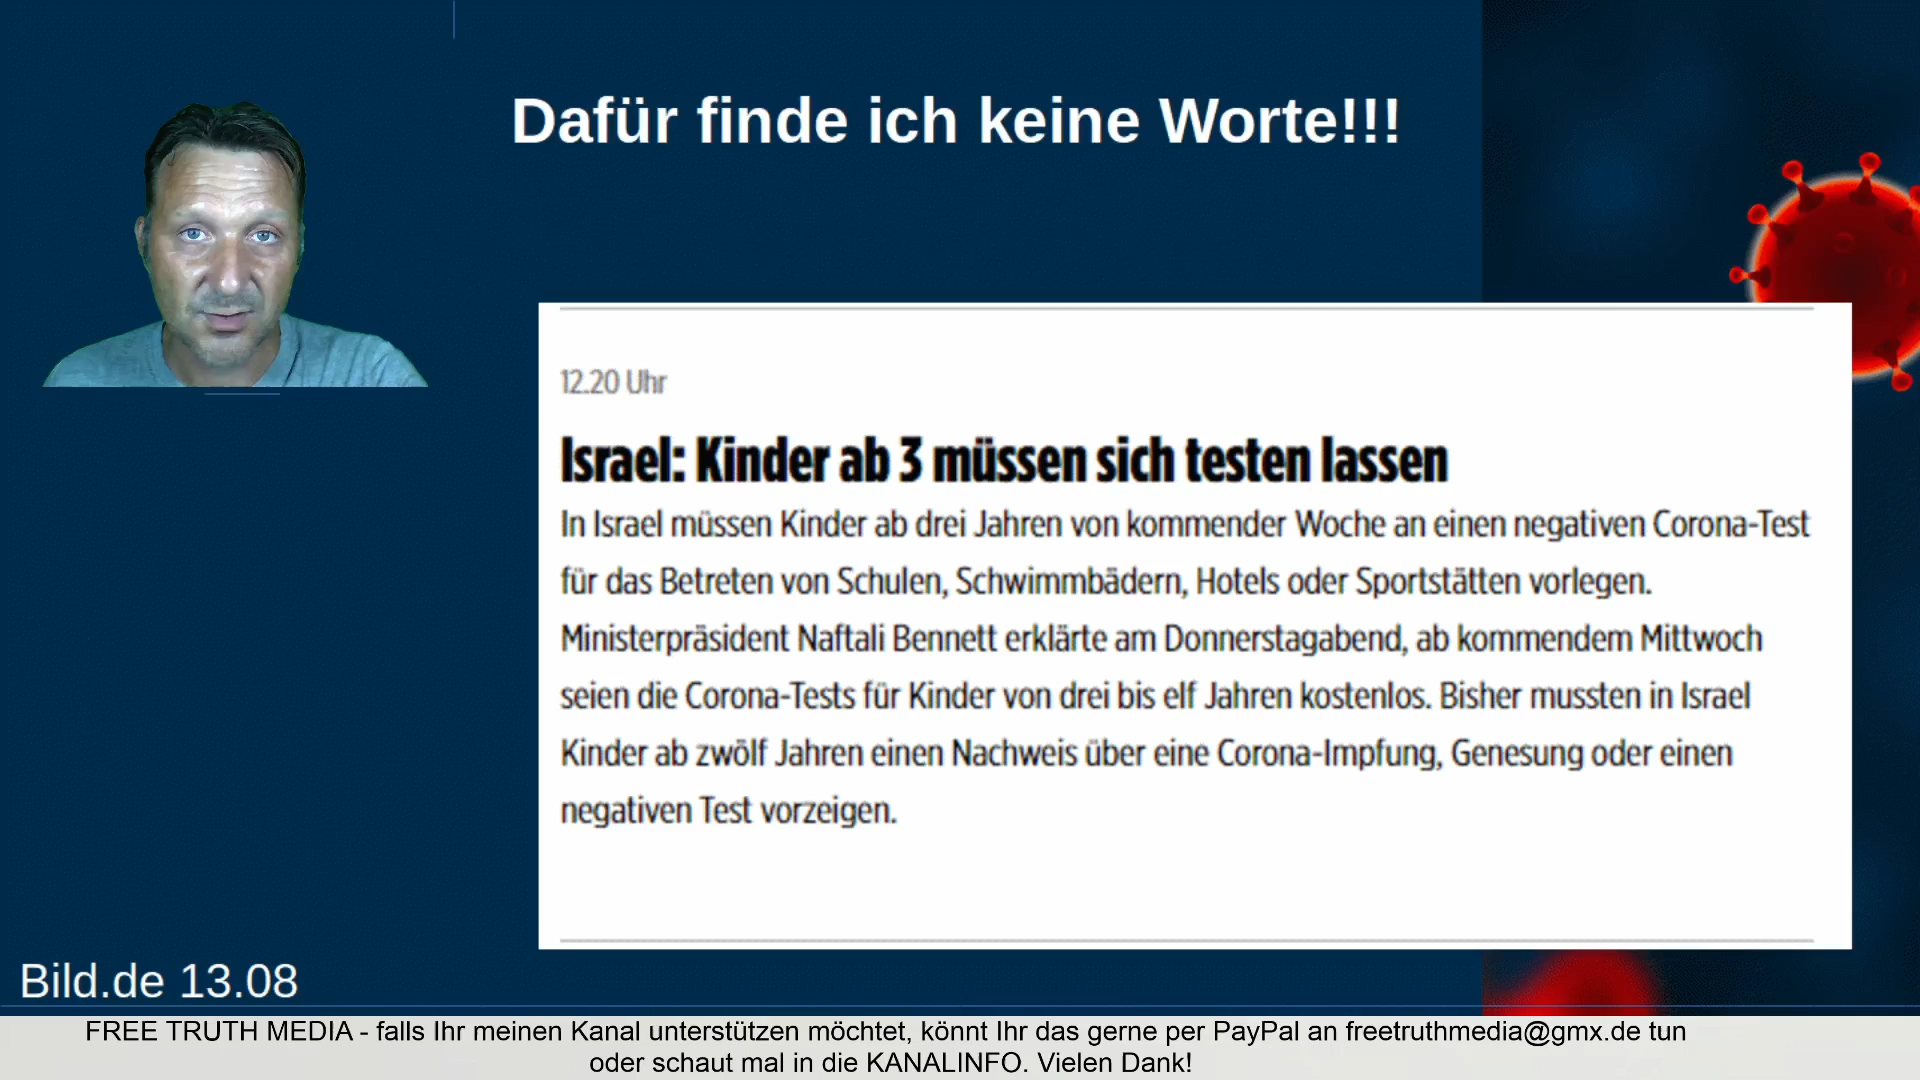 Dafür finde ich keine Worte!!!
12.20 Uhr
Israel: Kinder ab 3 müssen sich testen lassen
In Israel müssen Kinder ab drei Jahren von kommender Woche an einen negativen Corona-Test
für das Betreten von Schulen, Schwimmbädern, Hotels oder Sportstätten vorlegen.
Ministerpräsident Naftali Bennett erklärte am Donnerstagabend, ab kommendem Mittwoch
seien die Corona-Tests für Kinder von drei bis elf Jahren kostenlos. Bisher mussten in Israel
Kinder ab zwölf Jahren einen Nachweis über eine Corona-Impfung, Genesung oder einen
negativen Test vorzeigen.
Bild.de 13.08
FREE TRUTH MEDIA - falls Ihr meinen Kanal unterstützen möchtet, könnt Ihr das gerne per PayPal an freetruthmedia@gmx.de tun
oder schaut mal in die KANALINFO. Vielen Dank!